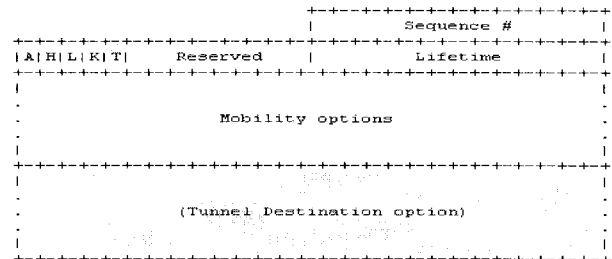 Sequence #
|A|H|L|K|T| Reserved | Lifetime |
Mobility options
(Tunnel Destination option)